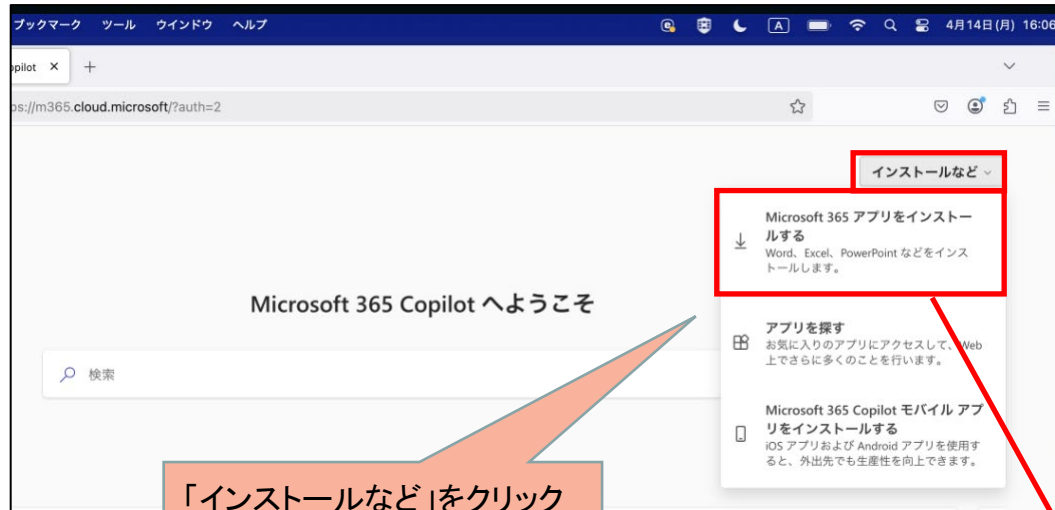 ブックマーク ツール ウインドウ ヘルプ A 4月14日(月) 16:06
opilot × +
ps://m365.cloud.microsoft/?auth=2
インストールなど
Microsoft 365 アプリをインストー
ルする
Word、Excel、PowerPoint などをインス
トールします。
Microsoft 365 Copilot へようこそ
アプリを探す
お気に入りのアプリにアクセスして、Web
上でさらに多くのことを行います。
検索
Microsoft 365 Copilot モバイル アプ
リをインストールする
iOS アプリおよび Android アプリを使用す
ると、外出先でも生産性を向上できます。
「インストールなど」をクリック